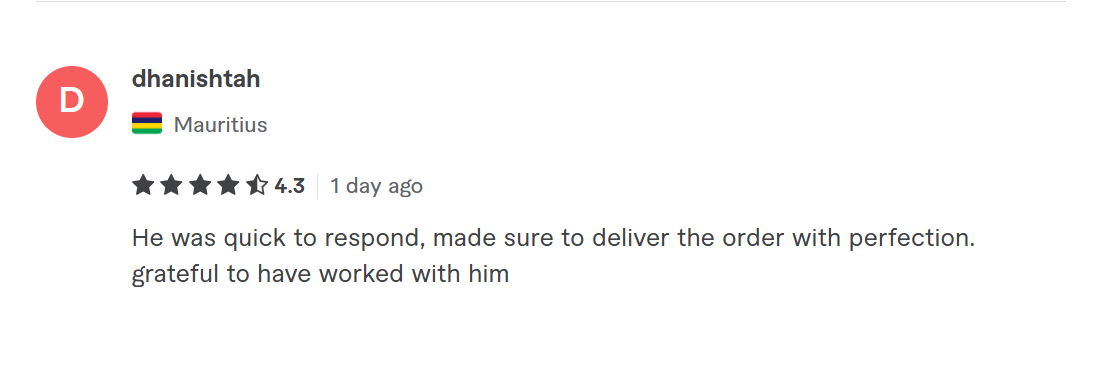 D
dhanishtah
Mauritius
4.3 1 day ago
He was quick to respond, made sure to deliver the order with perfection.
grateful to have worked with him